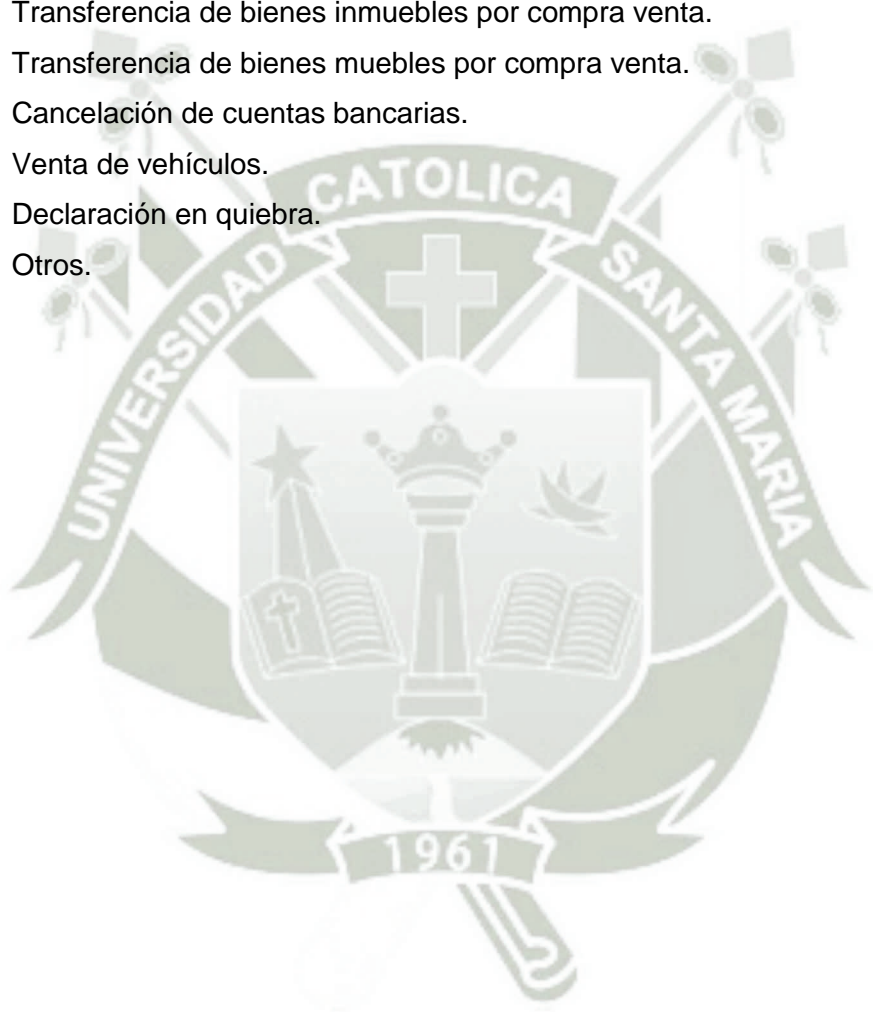 Transferencia de bienes inmuebles por compra venta.
Transferencia de bienes muebles por compra venta.
Cancelación de cuentas bancarias.
Venta de vehículos.
Declaración en quiebra.
Otros.
UNIVERSIDAD CATOLICA SANTA MARIA
1961